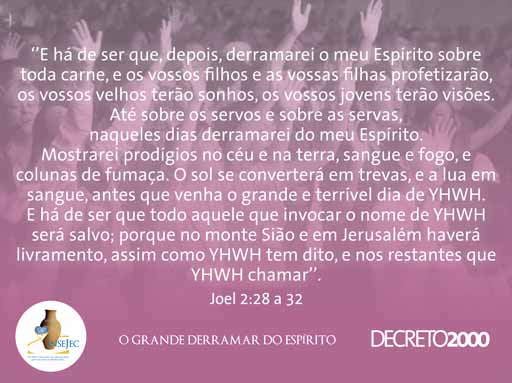 ‘’E há de ser que, depois, derramarei o meu Espírito sobre
toda carne, e os vossos filhos e as vossas filhas profetizarão,
os vossos velhos terão sonhos, os vossos jovens terão visões.
Até sobre os servos e sobre as servas,
naqueles dias derramarei do meu Espírito.
Mostrarei prodígios no céu e na terra, sangue e fogo, e
colunas de fumaça. O sol se converterá em trevas, e a lua em
sangue, antes que venha o grande e terrível dia de YHWH.
E há de ser que todo aquele que invocar o nome de YHWH
será salvo; porque no monte Sião e em Jerusalém haverá
livramento, assim como YHWH tem dito, e nos restantes que
YHWH chamar’’.
Joel 2:28 a 32
O GRANDE DERRAMAR DO ESPÍRITO
DECRETO2000